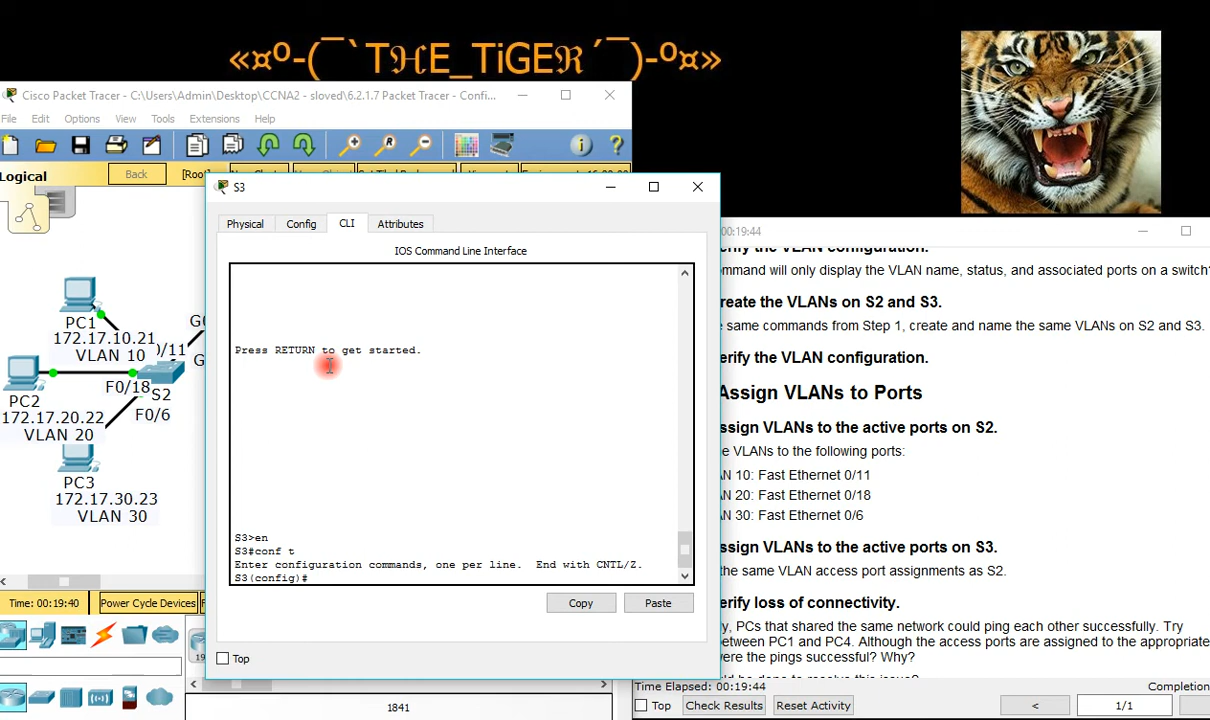 «¤º-(¯`TℋE_TiGEℜ´¯)-º¤»
Cisco Packet Tracer - C:\Users\Admin\Desktop\CCNA2 - sloved\6.2.1.7 Packet Tracer - Confi...
File Edit Options View Tools Extensions Help
Logical
Back
[Root]
S3
Physical Config CLI Attributes
IOS Command Line Interface
Press RETURN to get started.
S3>en
S3#conf t
Enter configuration commands, one per line.  End with CNTL/Z.
S3(config)#
Copy Paste
Top
PC1
172.17.10.21
VLAN 10
0/11
F0/18
S2
F0/6
PC2
172.17.20.22
VLAN 20
PC3
172.17.30.23
VLAN 30
Time: 00:19:40 Power Cycle Devices
1841
00:19:44
erify the VLAN configuration.
mmand will only display the VLAN name, status, and associated ports on a switch?
reate the VLANs on S2 and S3.
same commands from Step 1, create and name the same VLANs on S2 and S3.
erify the VLAN configuration.
Assign VLANs to Ports
ssign VLANs to the active ports on S2.
e VLANs to the following ports:
AN 10: Fast Ethernet 0/11
AN 20: Fast Ethernet 0/18
AN 30: Fast Ethernet 0/6
ssign VLANs to the active ports on S3.
the same VLAN access port assignments as S2.
erify loss of connectivity.
y, PCs that shared the same network could ping each other successfully. Try
etween PC1 and PC4. Although the access ports are assigned to the appropriate
ere the pings successful? Why?
Time Elapsed: 00:19:44 Completion
Top Check Results Reset Activity < 1/1